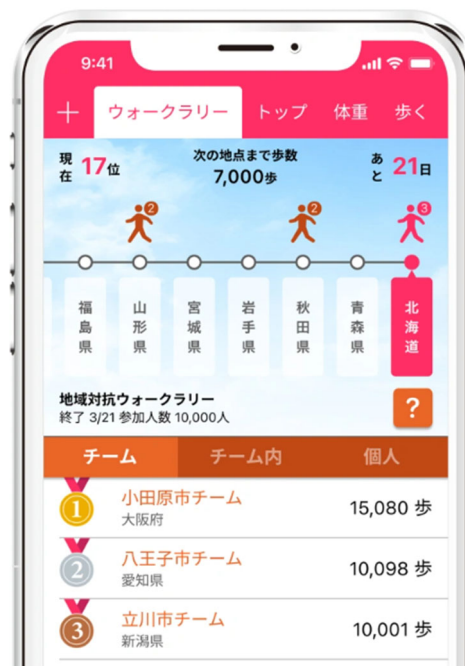 9:41
+ ウォークラリー トップ 体重 歩く
現在 17位
次の地点まで歩数
7,000歩
あと 21日
2 2 3
福島県 山形県 宮城県 岩手県 秋田県 青森県 北海道
地域対抗ウォークラリー
終了 3/21 参加人数 10,000人
?
チーム チーム内 個人
1 小田原市チーム 15,080 歩
大阪府
2 八王子市チーム 10,098 歩
愛知県
3 立川市チーム 10,001 歩
新潟県